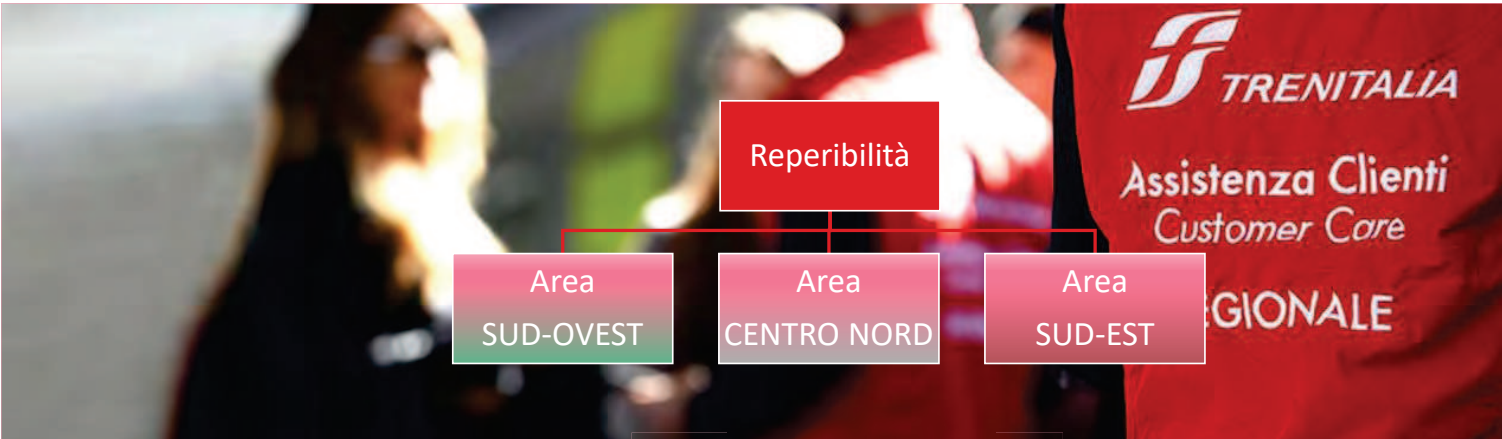 TRENITALIA
Assistenza Clienti
Customer Care
Reperibilità
Area
SUD-OVEST
Area
CENTRO NORD
Area
SUD-EST
EGIONALE